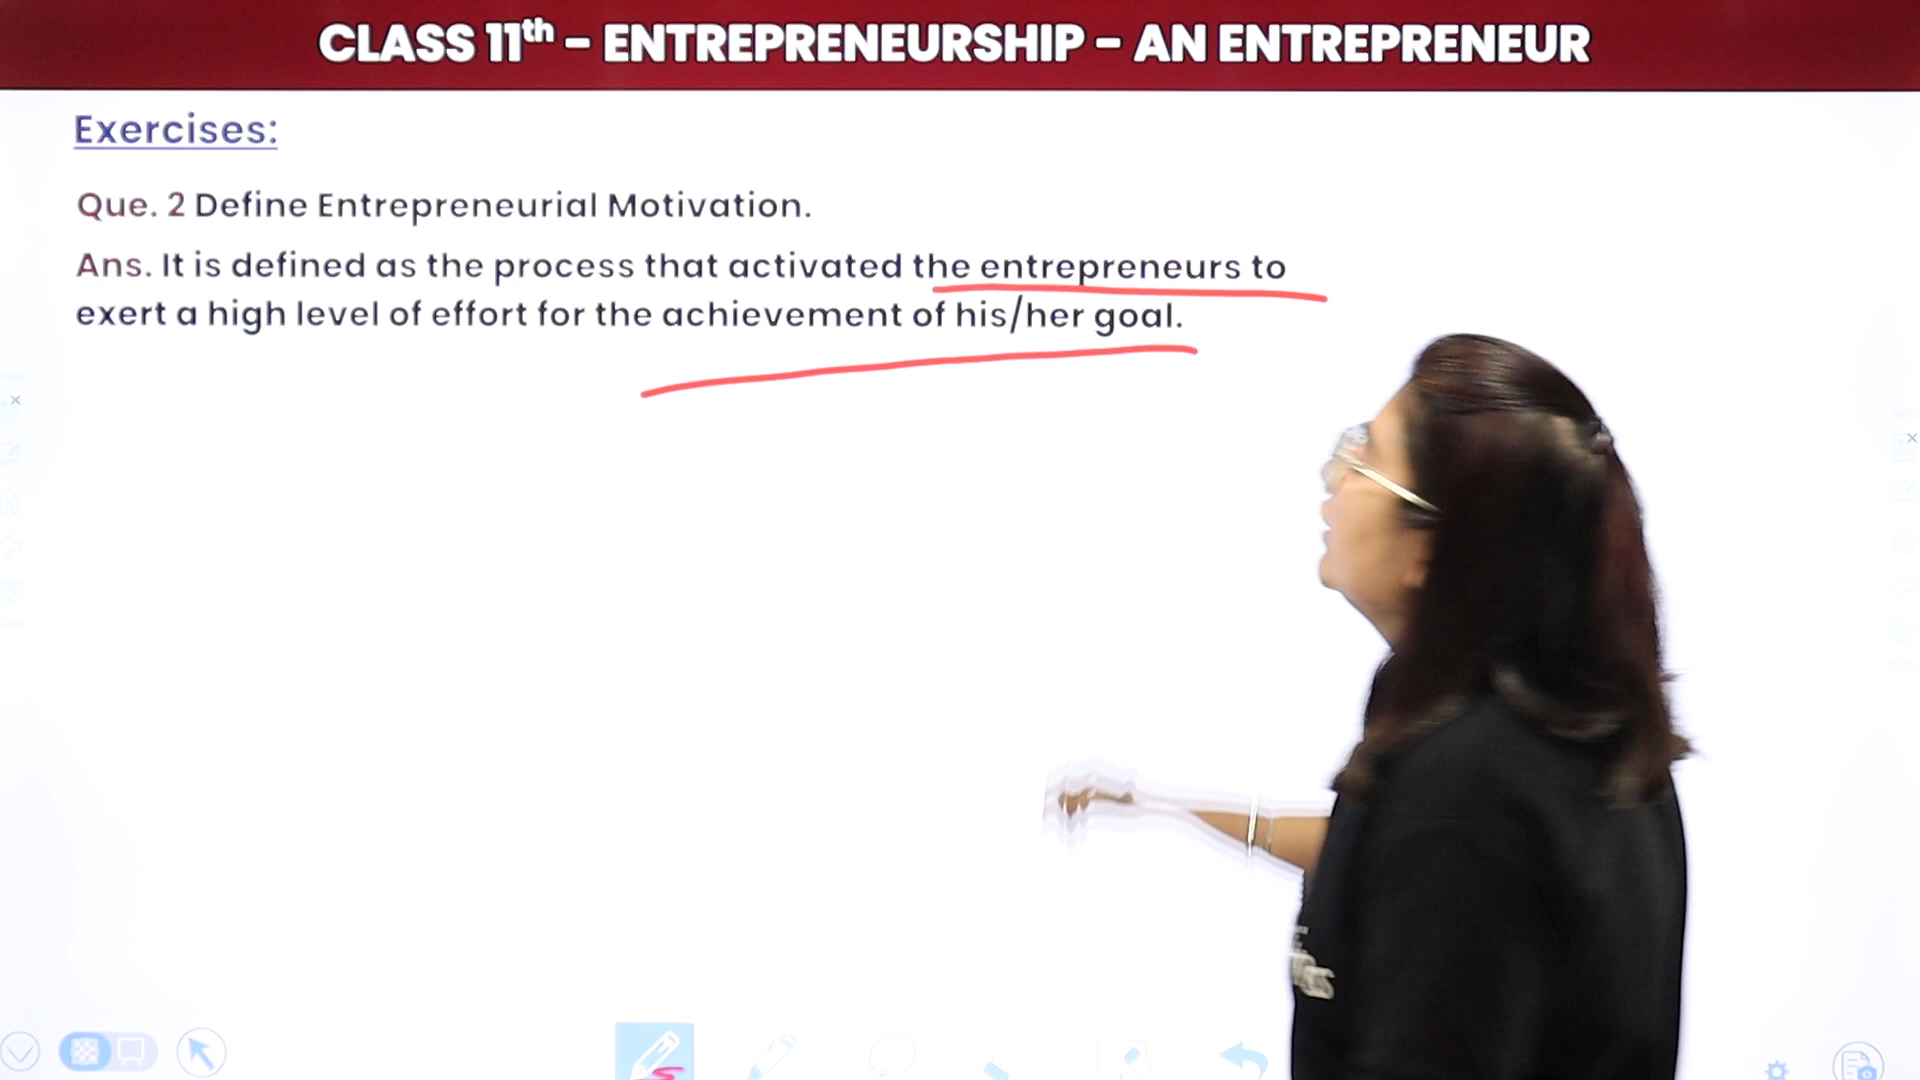 CLASS 11th – ENTREPRENEURSHIP – AN ENTREPRENEUR
Exercises:
Que. 2 Define Entrepreneurial Motivation.
Ans. It is defined as the process that activated the entrepreneurs to
exert a high level of effort for the achievement of his/her goal.